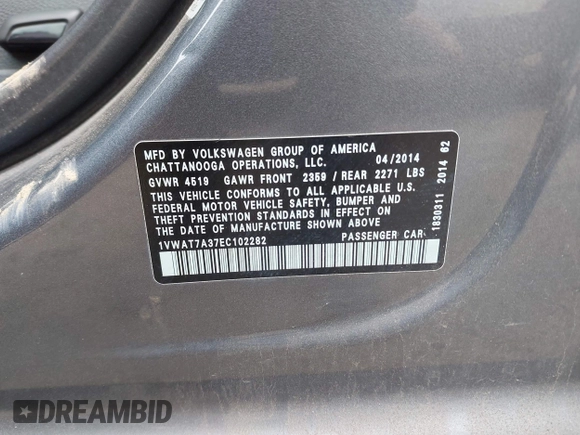 MFD BY VOLKSWAGEN GROUP OF AMERICA
CHATTANOOGA OPERATIONS, LLC. 04/2014
GVWR 4519 GAWR FRONT 2359 / REAR 2271 LBS
THIS VEHICLE CONFORMS TO ALL APPLICABLE U.S.
FEDERAL MOTOR VEHICLE SAFETY, BUMPER AND
THEFT PREVENTION STANDARDS IN EFFECT ON
THE DATE OF MANUFACTURE SHOWN ABOVE
1VWAT7A37EC102282 PASSENGER CAR
1830311 2014 62
DREAMBID